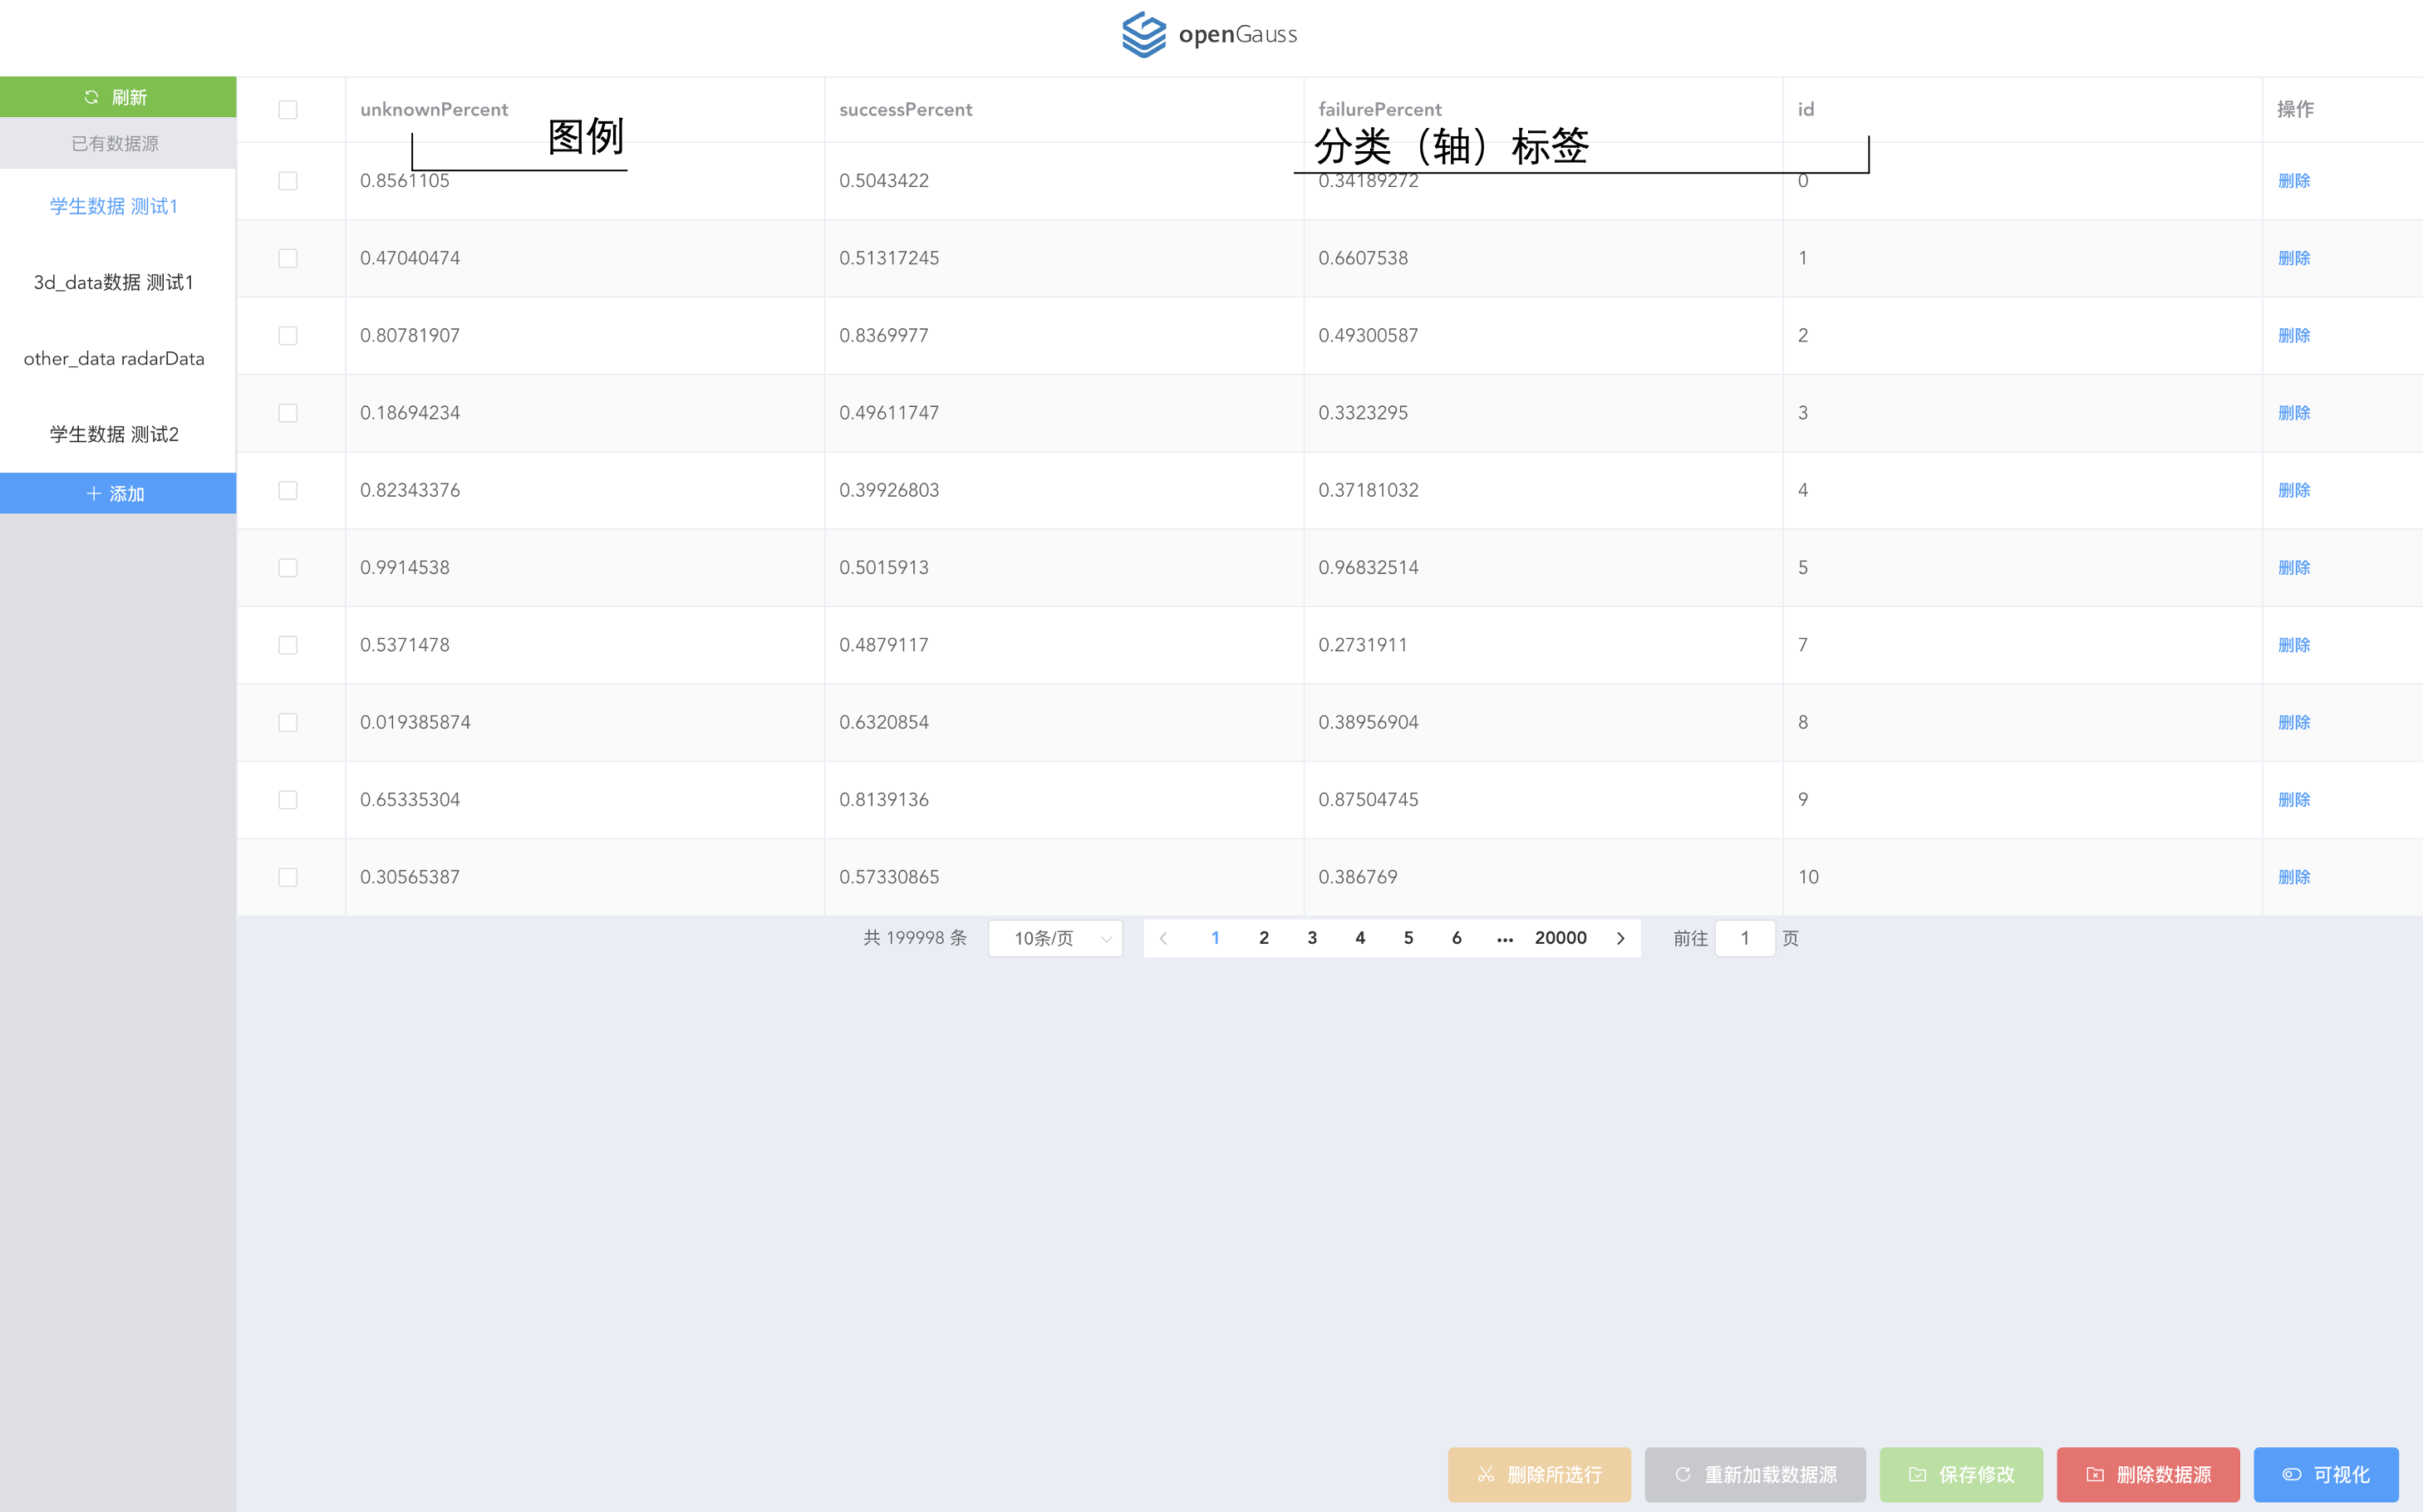 openGauss
刷新
已有数据源
学生数据 测试1
3d_data数据 测试1
other_data radarData
学生数据 测试2
添加
unknownPercent successPercent failurePercent id 操作
图例 分类（轴）标签
0.8561105 0.5043422 0.34189272 0 删除
0.47040474 0.51317245 0.6607538 1 删除
0.80781907 0.8369977 0.49300587 2 删除
0.18694234 0.49611747 0.3323295 3 删除
0.82343376 0.39926803 0.37181032 4 删除
0.9914538 0.5015913 0.96832514 5 删除
0.5371478 0.4879117 0.2731911 7 删除
0.019385874 0.6320854 0.38956904 8 删除
0.65335304 0.8139136 0.87504745 9 删除
0.30565387 0.57330865 0.386769 10 删除
共 199998 条 10条/页 1 2 3 4 5 6 ••• 20000 前往 1 页
删除所选行 重新加载数据源 保存修改 删除数据源 可视化